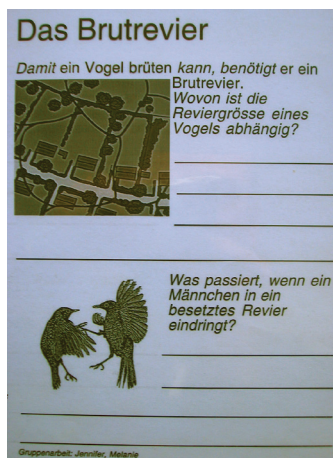 Das Brutrevier
Damit ein Vogel brüten kann, benötigt er ein
Brutrevier.
Wovon ist die
Reviergrösse eines
Vogels abhängig?
Was passiert, wenn ein
Männchen in ein
besetztes Revier
eindringt?
Gruppenarbeit: Jennifer, Melanie